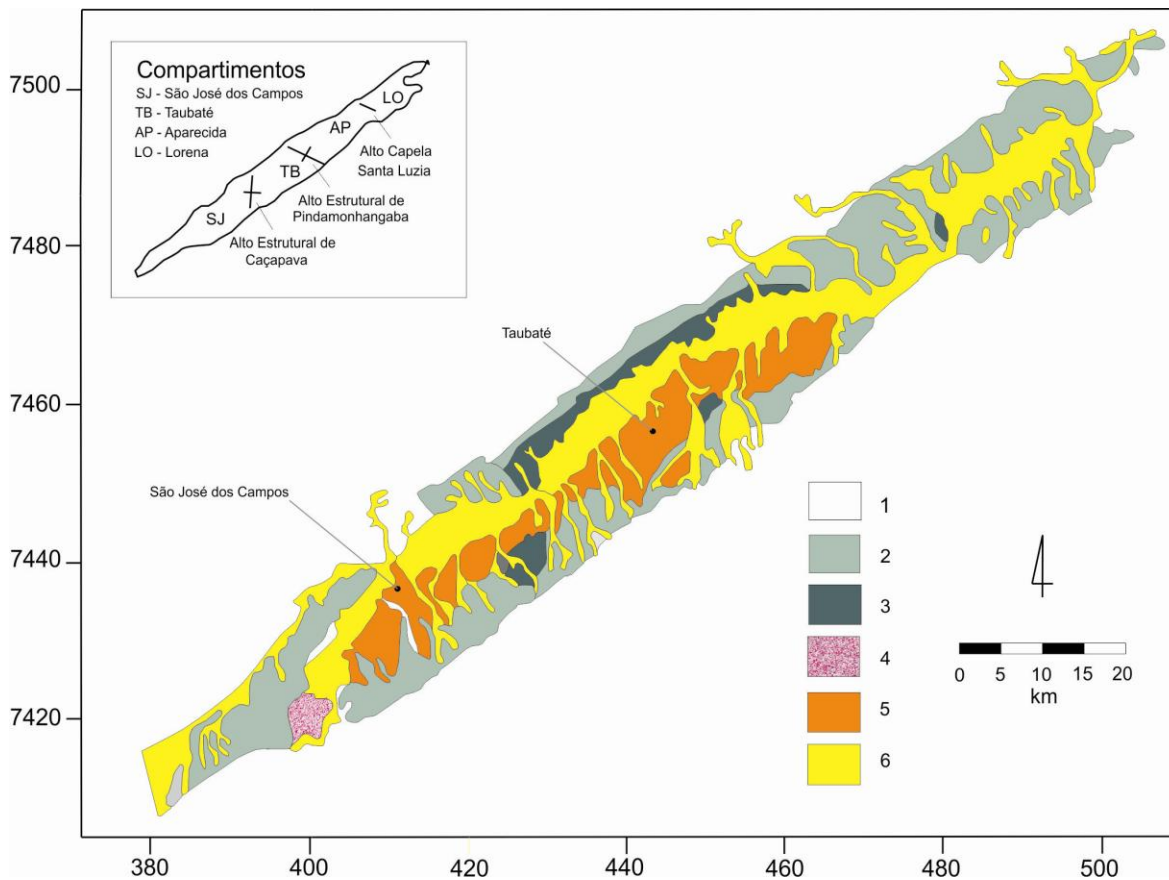 Compartimentos
SJ - São José dos Campos
TB - Taubaté
AP - Aparecida
LO - Lorena
LO
AP
TB
SJ
Alto Capela
Santa Luzia
Alto Estrutural de
Pindamonhangaba
Alto Estrutural de
Caçapava
7500
7480
7460
7440
7420
Taubaté
São José dos Campos
1
2
3
4
5
6
0 5 10 15 20
km
380 400 420 440 460 480 500